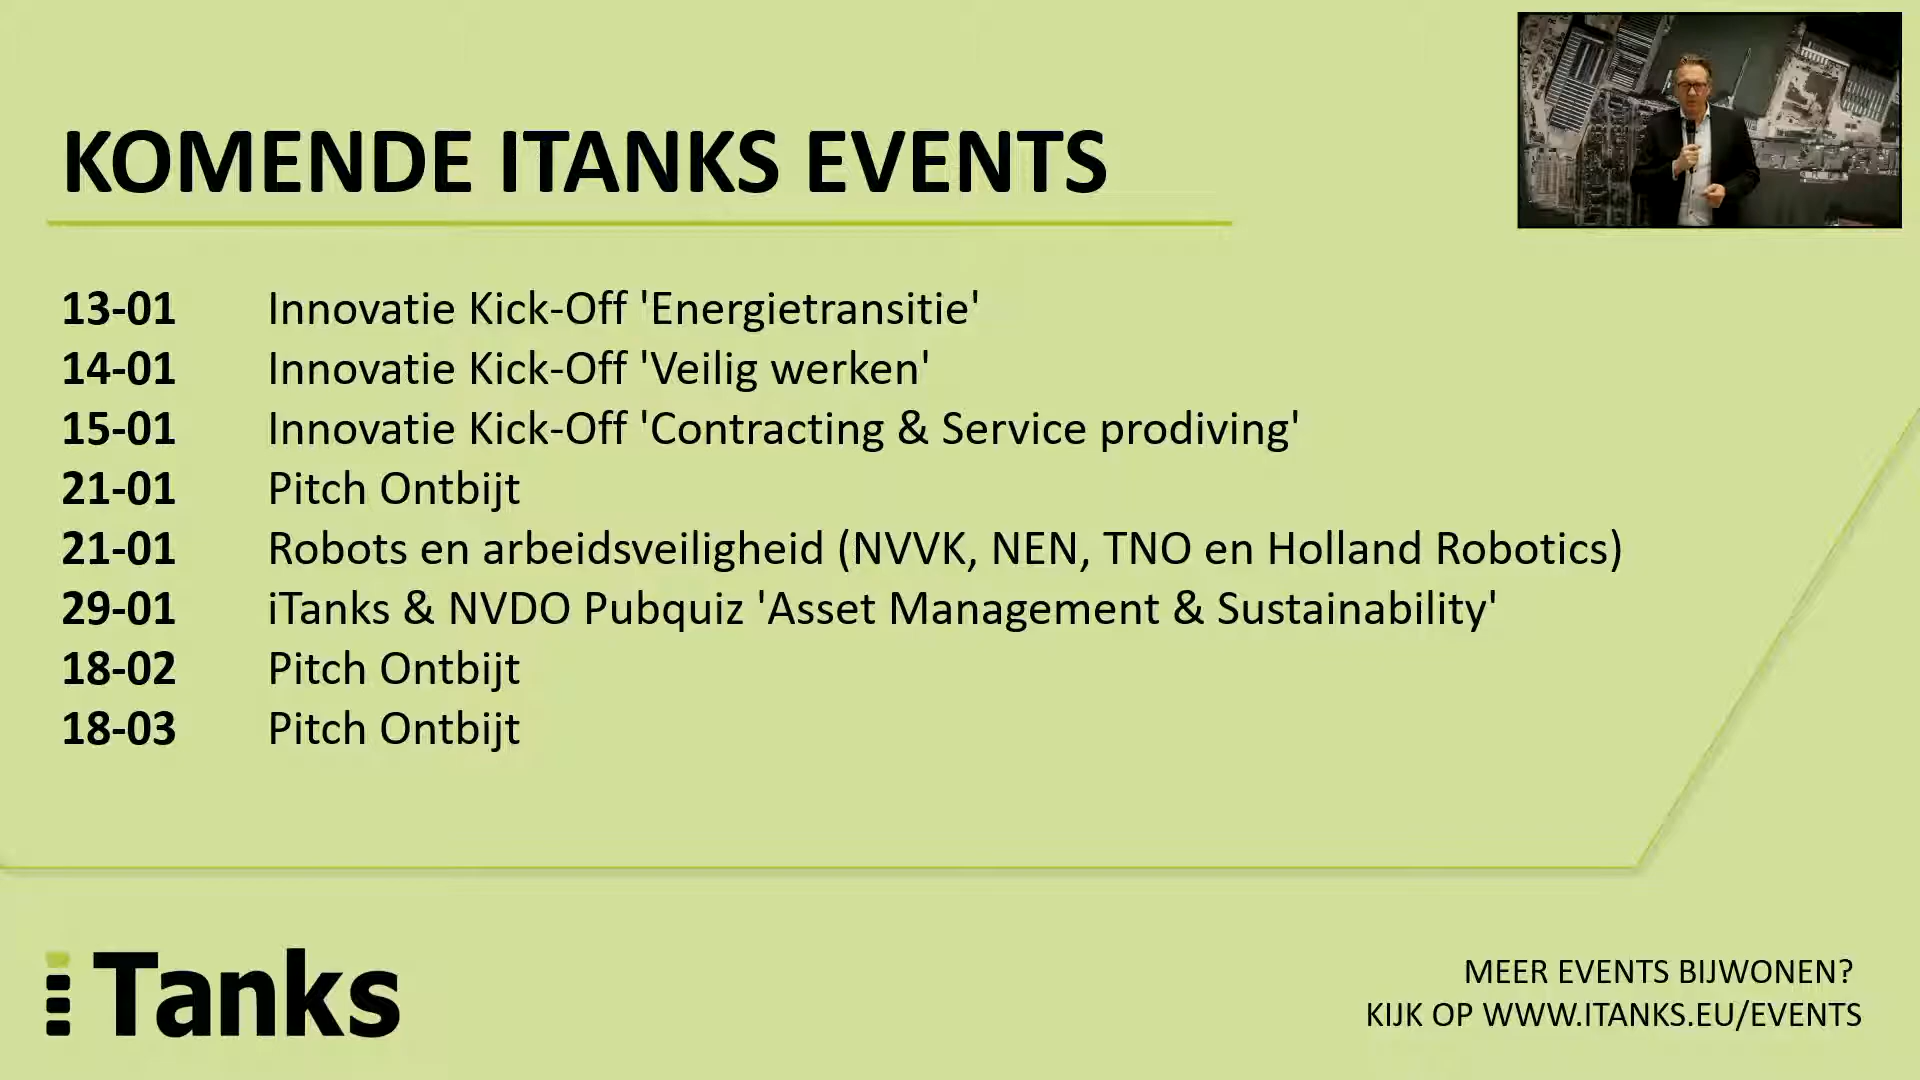 KOMENDE ITANKS EVENTS
13-01 Innovatie Kick-Off 'Energietransitie'
14-01 Innovatie Kick-Off 'Veilig werken'
15-01 Innovatie Kick-Off 'Contracting & Service prodiving'
21-01 Pitch Ontbijt
21-01 Robots en arbeidsveiligheid (NVVK, NEN, TNO en Holland Robotics)
29-01 iTanks & NVDO Pubquiz 'Asset Management & Sustainability'
18-02 Pitch Ontbijt
18-03 Pitch Ontbijt
iTanks
MEER EVENTS BIJWONEN?
KIJK OP WWW.ITANKS.EU/EVENTS